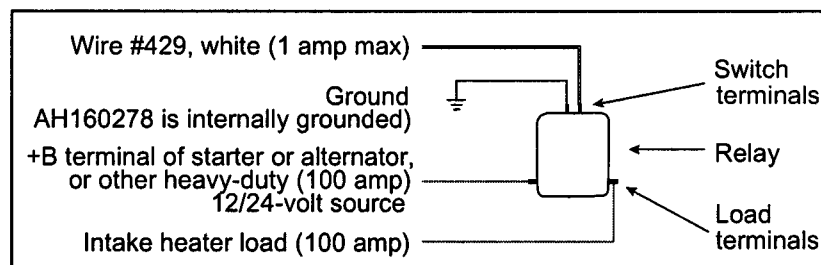 Wire #429, white (1 amp max)
Ground
AH160278 is internally grounded)
+B terminal of starter or alternator,
or other heavy-duty (100 amp)
12/24-volt source
Intake heater load (100 amp)
Switch
terminals
Relay
Load
terminals